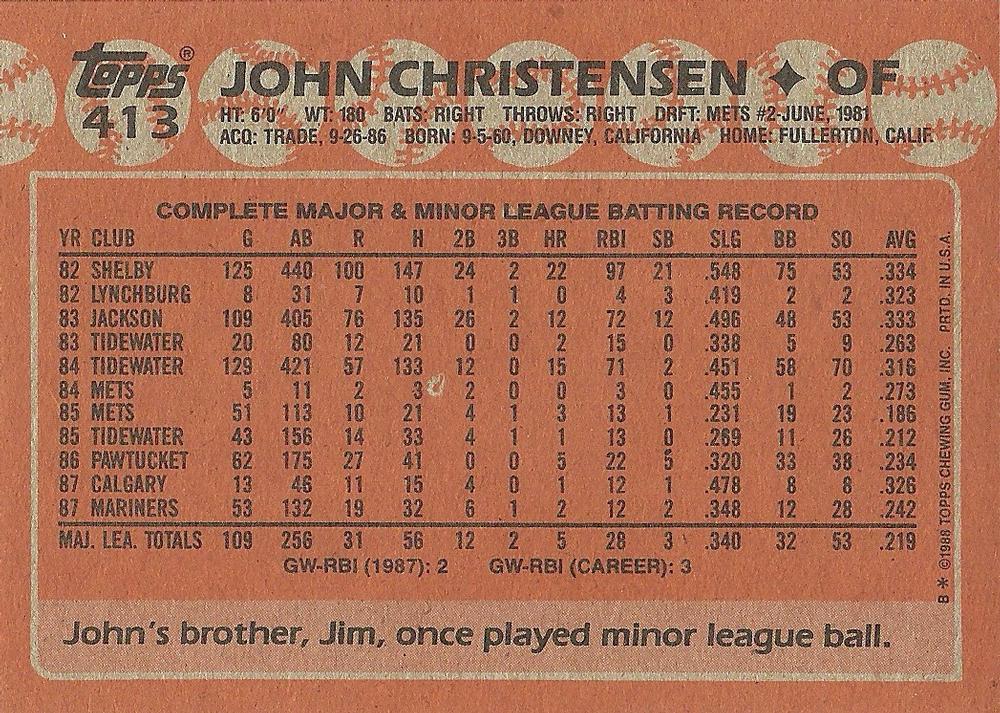 Topps®
413
JOHN CHRISTENSEN ✦ OF
HT: 6'0" WT: 180 BATS: RIGHT THROWS: RIGHT DRFT: METS #2-JUNE, 1981
ACQ: TRADE, 9-26-86 BORN: 9-5-60, DOWNEY, CALIFORNIA HOME: FULLERTON, CALIF.
COMPLETE MAJOR & MINOR LEAGUE BATTING RECORD
YR CLUB G AB R H 2B 3B HR RBI SB SLG BB SO AVG
82 SHELBY 125 440 100 147 24 2 22 97 21 .548 75 53 .334
82 LYNCHBURG 8 31 7 10 1 1 0 4 3 .419 2 2 .323
83 JACKSON 109 405 76 135 26 2 12 72 12 .496 48 53 .333
83 TIDEWATER 20 80 12 21 0 0 2 15 0 .338 5 9 .263
84 TIDEWATER 129 421 57 133 12 0 15 71 2 .451 58 70 .316
84 METS 5 11 2 3 2 0 0 3 0 .455 1 2 .273
85 METS 51 113 10 21 4 1 3 13 1 .231 19 23 .186
85 TIDEWATER 43 156 14 33 4 1 1 13 0 .269 11 26 .212
86 PAWTUCKET 62 175 27 41 0 0 5 22 5 .320 33 38 .234
87 CALGARY 13 46 11 15 4 0 1 12 1 .478 8 8 .326
87 MARINERS 53 132 19 32 6 1 2 12 2 .348 12 28 .242
MAJ. LEA. TOTALS 109 256 31 56 12 2 5 28 3 .340 32 53 .219
GW-RBI (1987): 2 GW-RBI (CAREER): 3
John's brother, Jim, once played minor league ball.
B * ©1988 TOPPS CHEWING GUM, INC. PRTD. IN U.S.A.